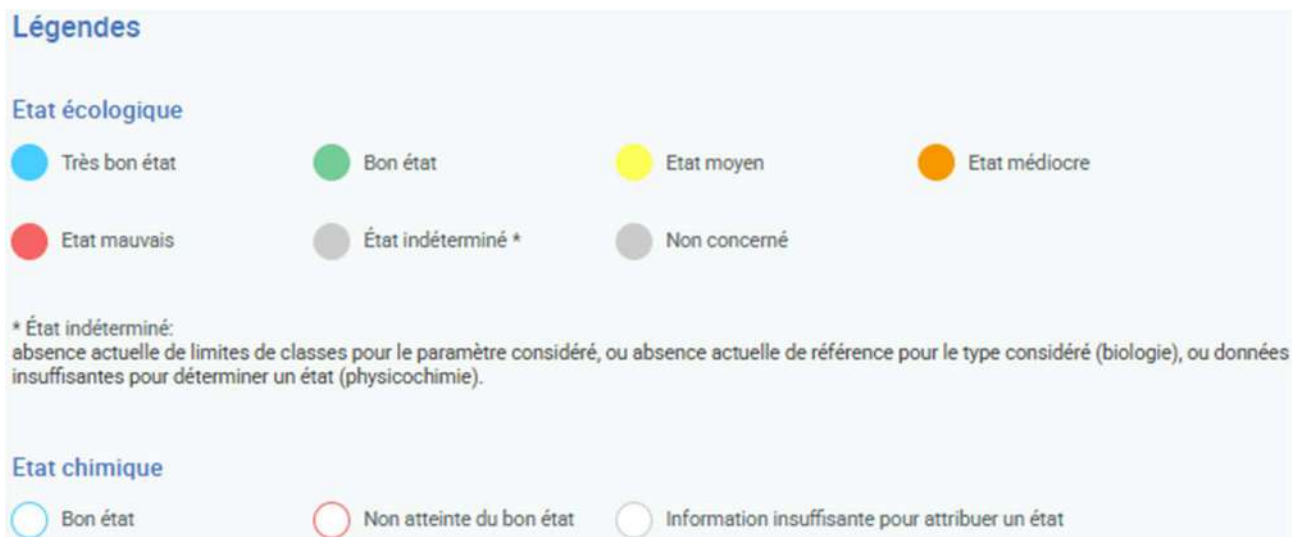 Légendes
Etat écologique
Très bon état
Bon état
Etat moyen
Etat médiocre
Etat mauvais
État indéterminé *
Non concerné
* État indéterminé:
absence actuelle de limites de classes pour le paramètre considéré, ou absence actuelle de référence pour le type considéré (biologie), ou données
insuffisantes pour déterminer un état (physicochimie).
Etat chimique
Bon état
Non atteinte du bon état
Information insuffisante pour attribuer un état